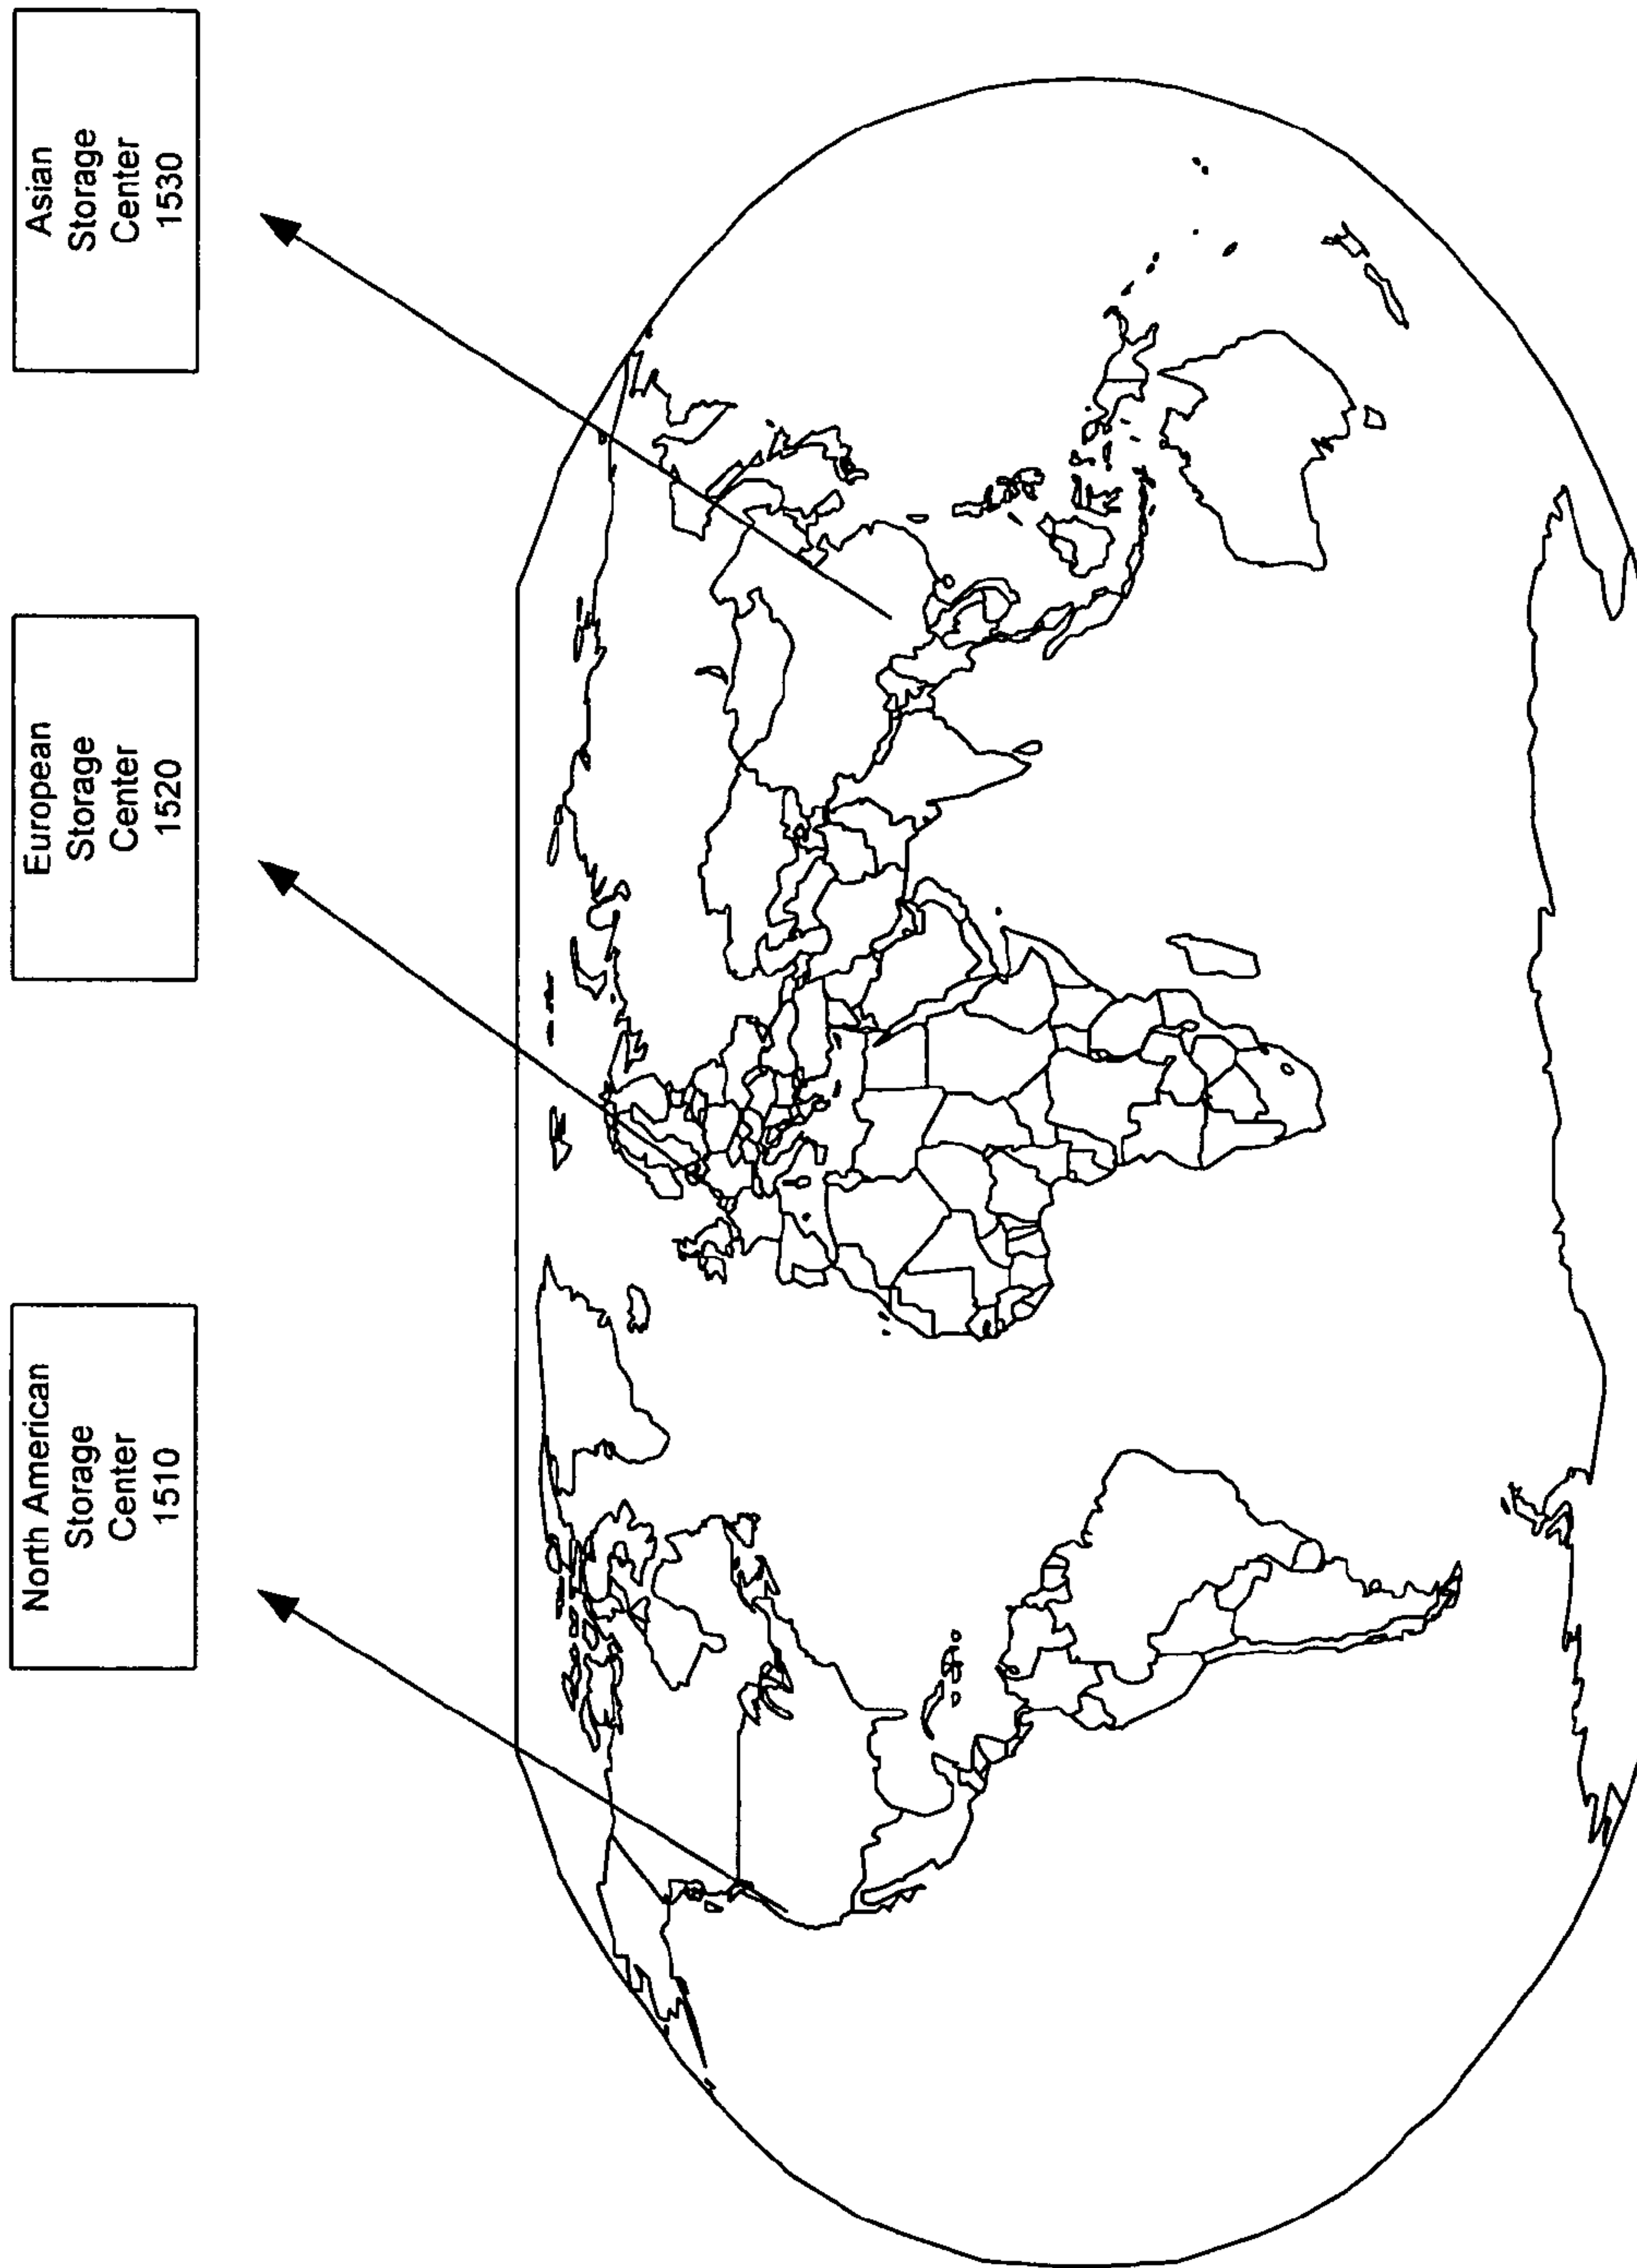 North American
Storage
Center
1510
European
Storage
Center
1520
Asian
Storage
Center
1530